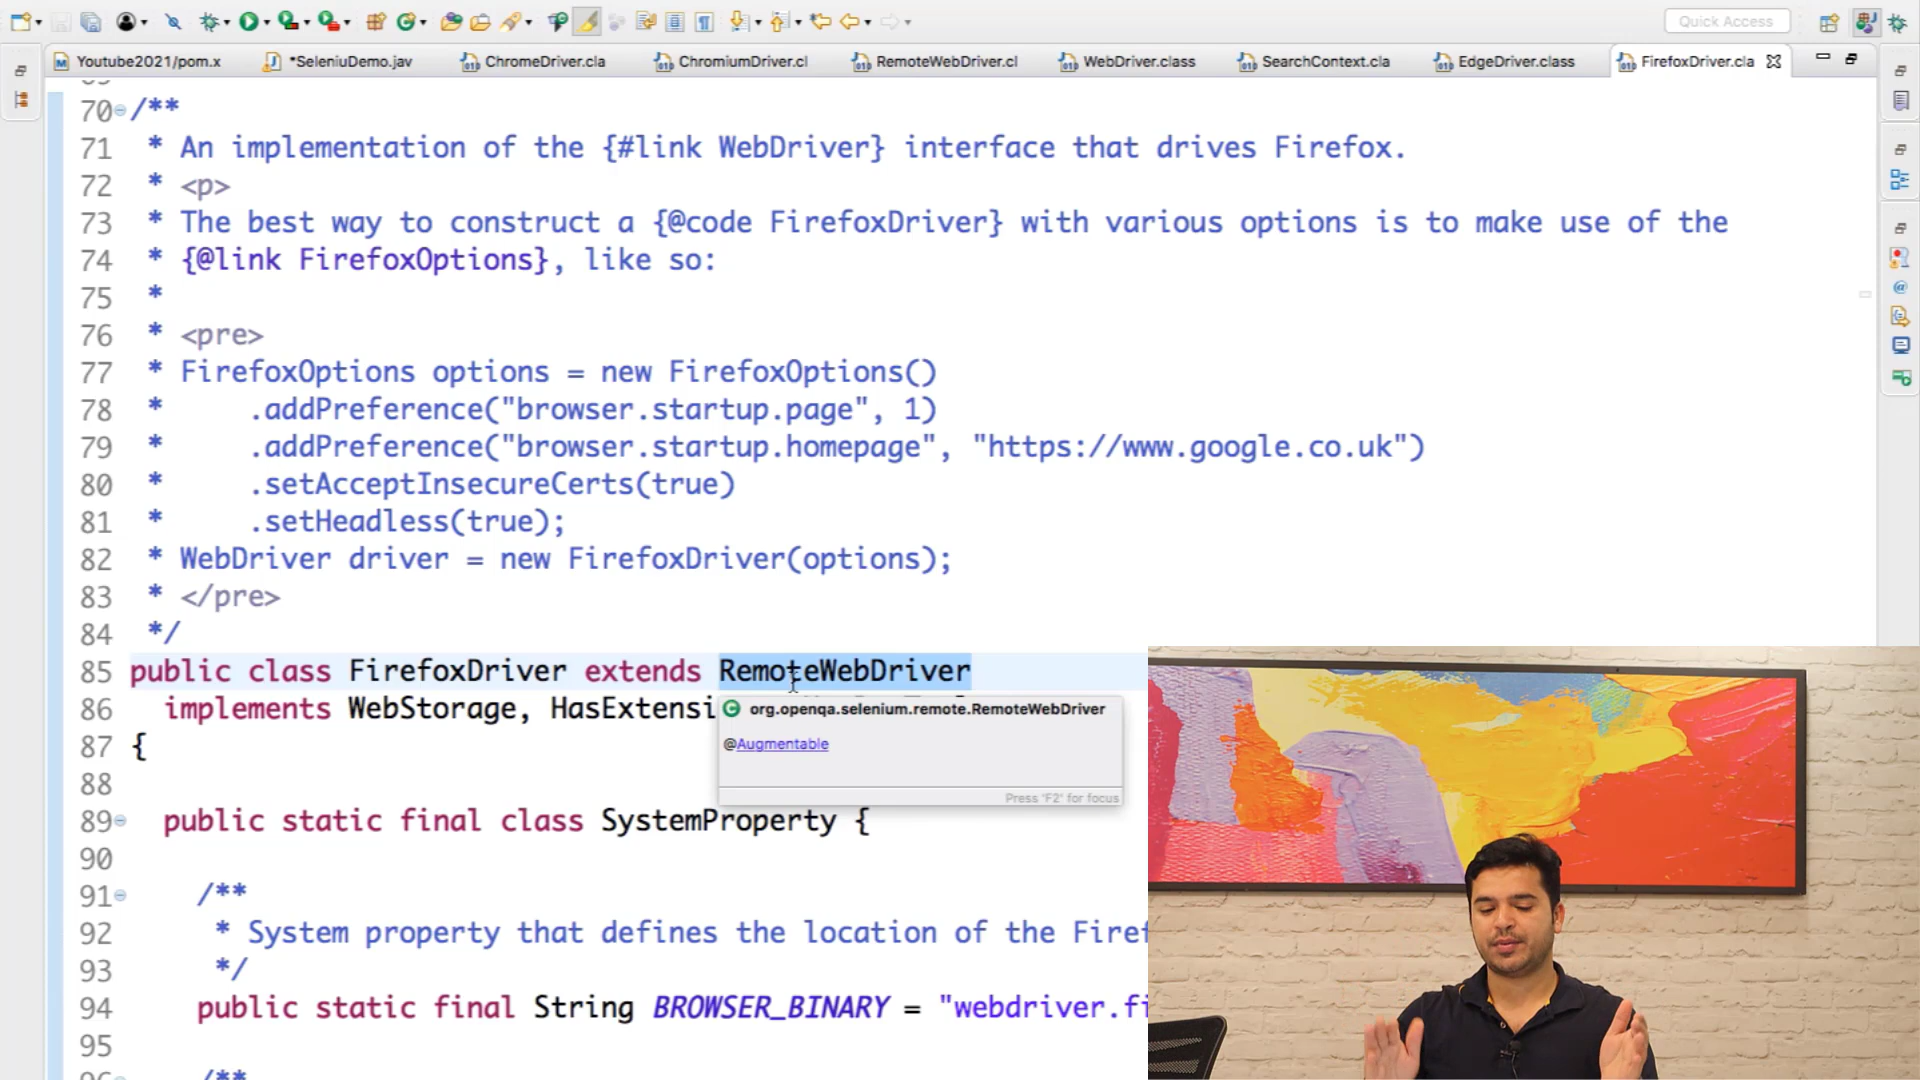 Quick Access
Youtube2021/pom.x
*SeleniuDemo.jav
ChromeDriver.cla
ChromiumDriver.cl
RemoteWebDriver.cl
WebDriver.class
SearchContext.cla
EdgeDriver.class
FirefoxDriver.cla
70 /**
71 * An implementation of the {#link WebDriver} interface that drives Firefox.
72 * <p>
73 * The best way to construct a {@code FirefoxDriver} with various options is to make use of the
74 * {@link FirefoxOptions}, like so:
75 *
76 * <pre>
77 * FirefoxOptions options = new FirefoxOptions()
78 * .addPreference("browser.startup.page", 1)
79 * .addPreference("browser.startup.homepage", "https://www.google.co.uk")
80 * .setAcceptInsecureCerts(true)
81 * .setHeadless(true);
82 * WebDriver driver = new FirefoxDriver(options);
83 * </pre>
84 */
85 public class FirefoxDriver extends RemoteWebDriver
86 implements WebStorage, HasExtensi
org.openqa.selenium.remote.RemoteWebDriver
87 {
@Augmentable
88
Press 'F2' for focus
89 public static final class SystemProperty {
90
91 /**
92 * System property that defines the location of the Firef
93 */
94 public static final String BROWSER_BINARY = "webdriver.fi
95
/**